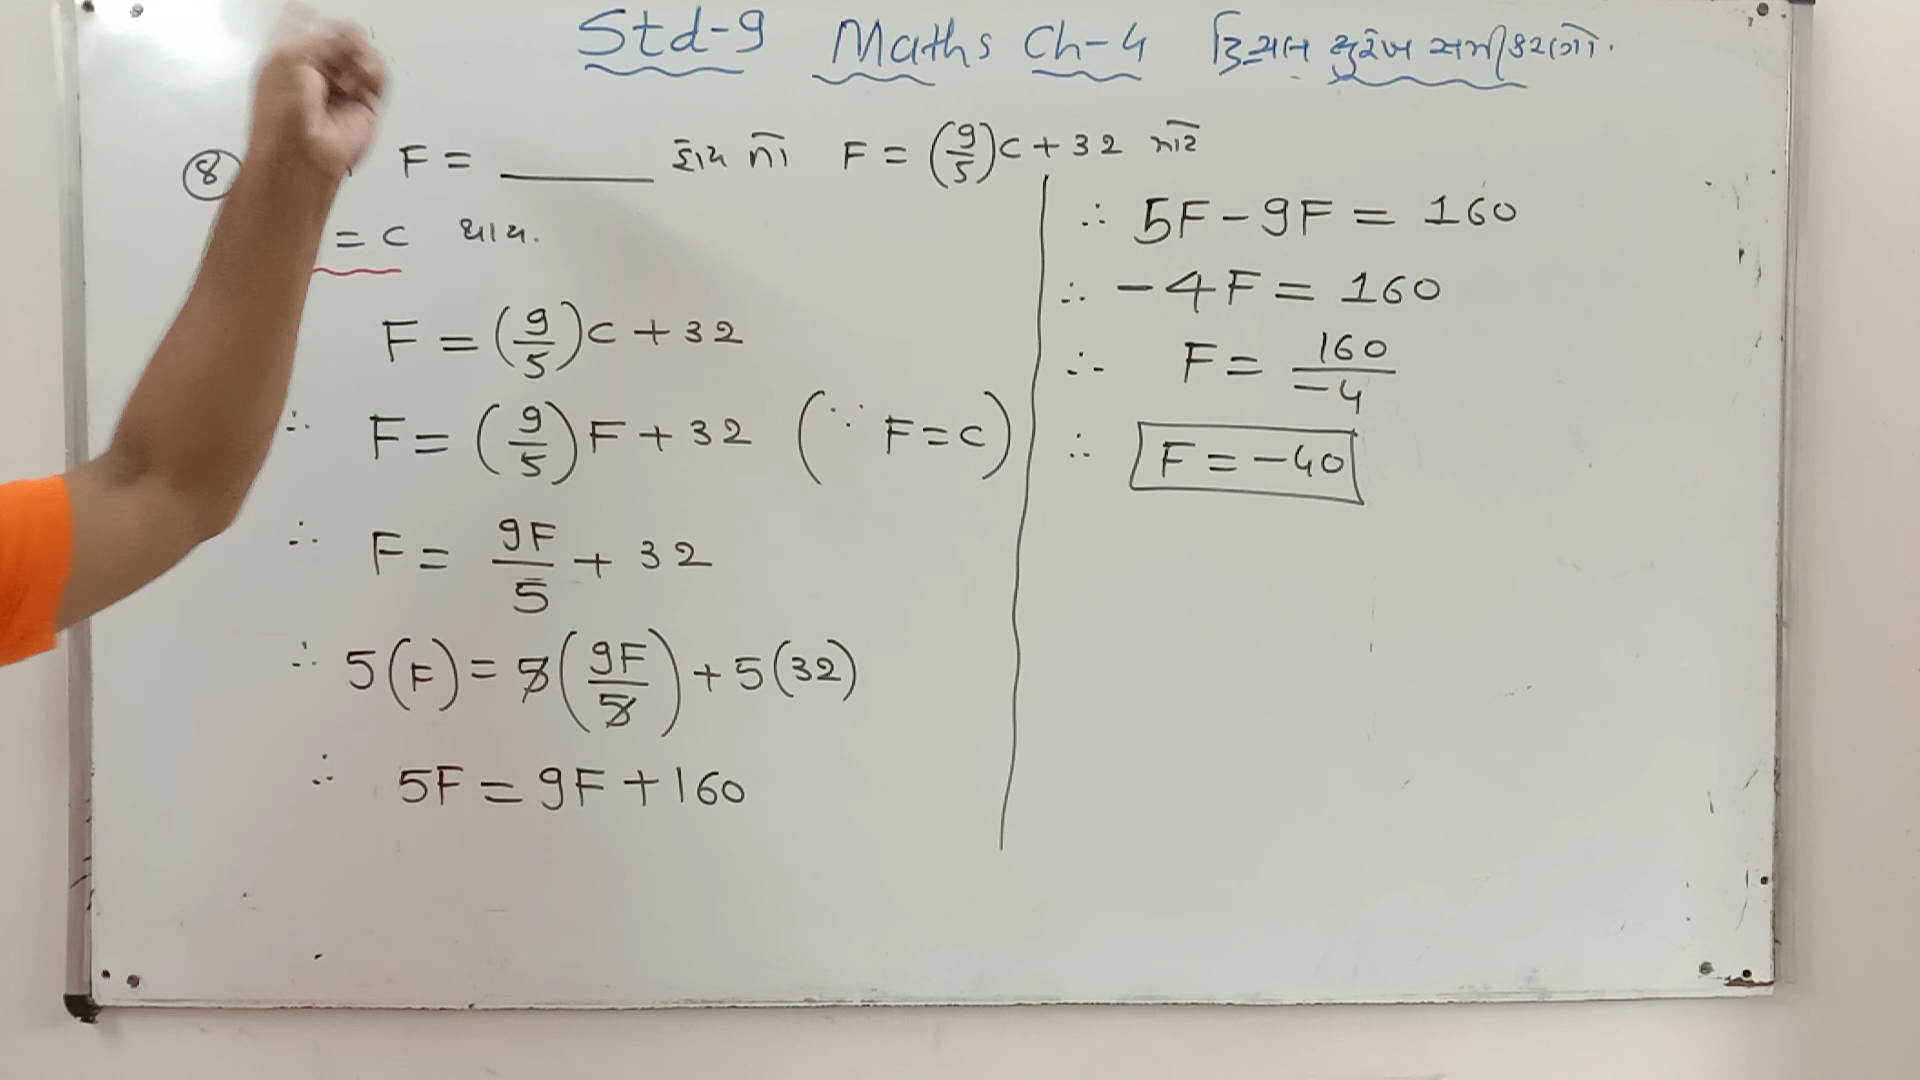 Std-9 Maths Ch-4 દ્વિચલ સુરેખ સમીકરણો.
⑧ F = ______ હોય તો F = (9/5)C + 32 માટે
= C થાય.
F = (9/5)C + 32
∴ F = (9/5)F + 32 (∵ F = C)
∴ F = 9F/5 + 32
∴ 5(F) = 5(9F/5) + 5(32)
∴ 5F = 9F + 160
∴ 5F - 9F = 160
∴ -4F = 160
∴ F = 160/-4
∴ F = -40